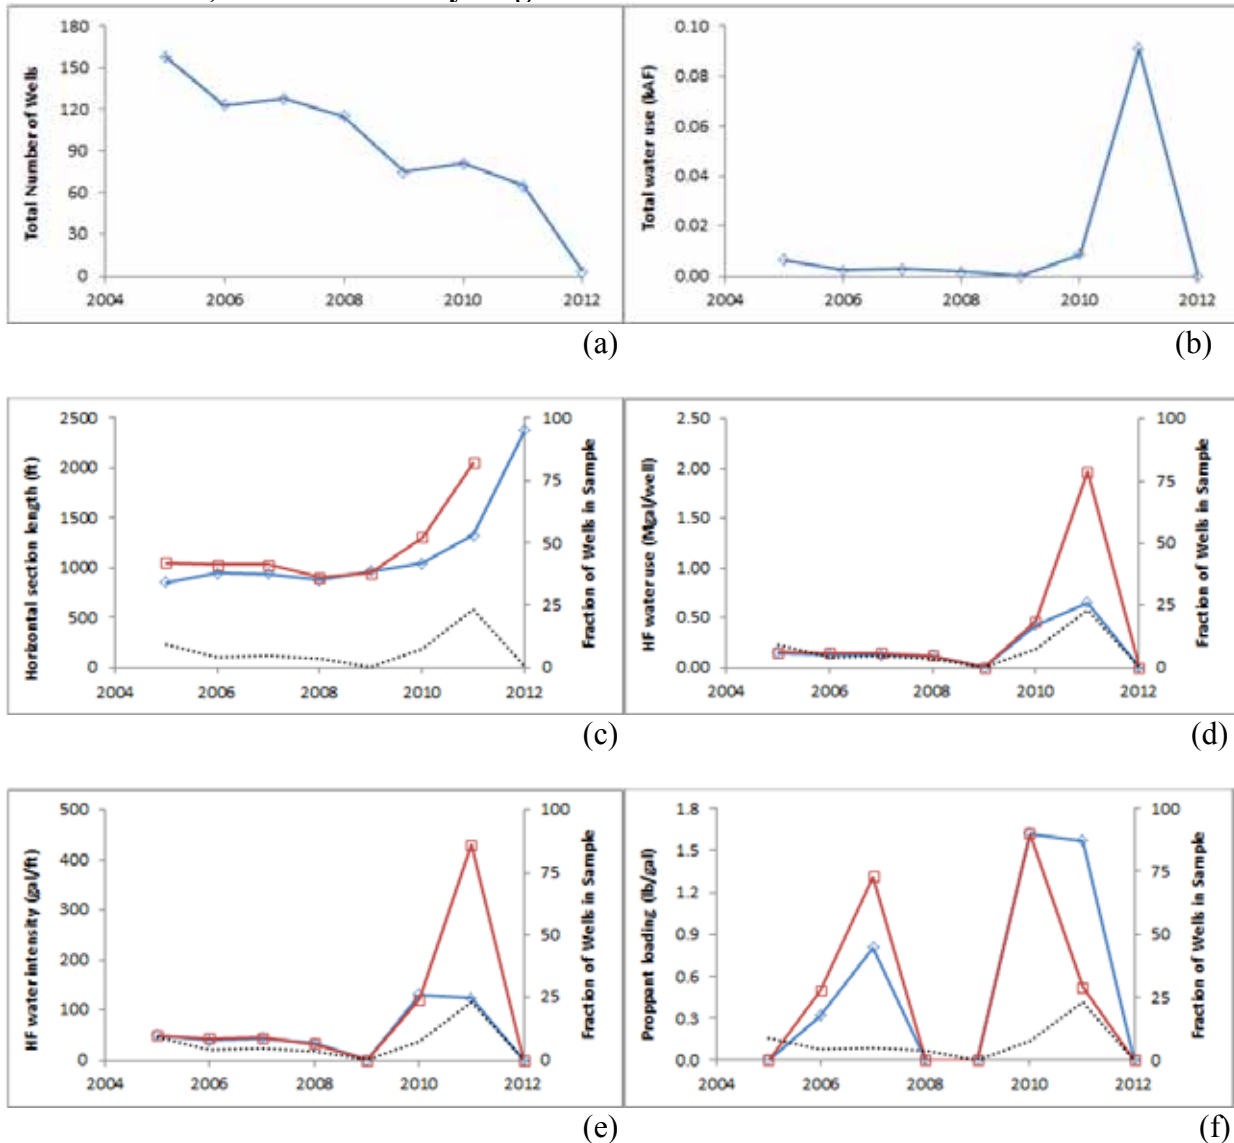 180
150
120
90
60
30
0
2004 2006 2008 2010 2012
Total Number of Wells
(a)
0.10
0.08
0.06
0.04
0.02
0.00
2004 2006 2008 2010 2012
Total water use (kAF)
(b)
2500
2000
1500
1000
500
0
2004 2006 2008 2010 2012
Horizontal section length (ft)
100
75
50
25
0
Fraction of Wells in Sample
(c)
2.50
2.00
1.50
1.00
0.50
0.00
2004 2006 2008 2010 2012
HF water use (Mgal/well)
100
75
50
25
0
Fraction of Wells in Sample
(d)
500
400
300
200
100
0
2004 2006 2008 2010 2012
HF water intensity (gal/ft)
100
75
50
25
0
Fraction of Wells in Sample
(e)
1.8
1.5
1.2
0.9
0.6
0.3
0.0
2004 2006 2008 2010 2012
Proppant loading (lb/gal)
100
75
50
25
0
Fraction of Wells in Sample
(f)